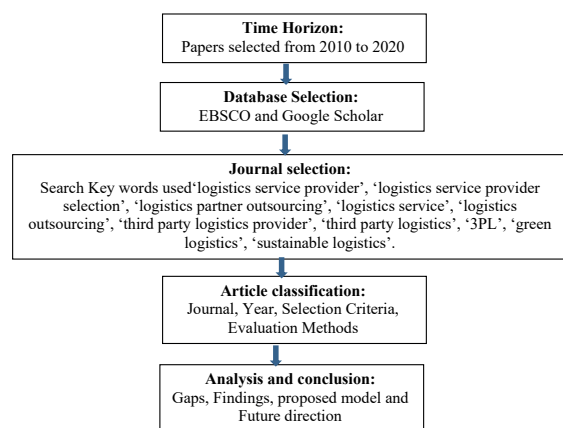 Time Horizon:
Papers selected from 2010 to 2020
Database Selection:
EBSCO and Google Scholar
Journal selection:
Search Key words used‘logistics service provider’, ‘logistics service provider
selection’, ‘logistics partner outsourcing’, ‘logistics service’, ‘logistics
outsourcing’, ‘third party logistics provider’, ‘third party logistics’, ‘3PL’, ‘green
logistics’, ‘sustainable logistics’.
Article classification:
Journal, Year, Selection Criteria,
Evaluation Methods
Analysis and conclusion:
Gaps, Findings, proposed model and
Future direction